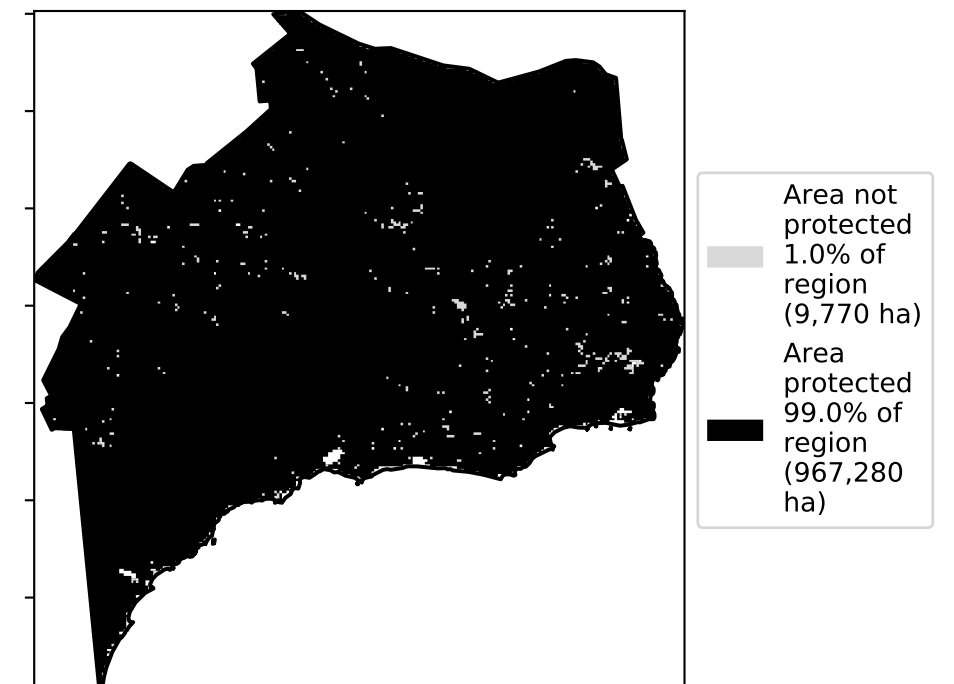 Area not
protected
1.0% of
region
(9,770 ha)
Area
protected
99.0% of
region
(967,280
ha)